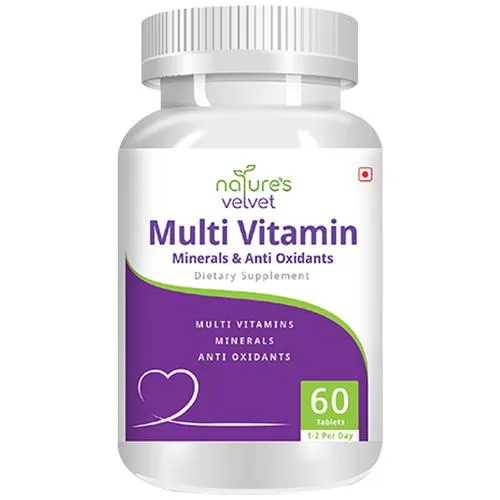 nature's
velvet
Multi Vitamin
Minerals & Anti Oxidants
Dietary Supplement
MULTI VITAMINS
MINERALS
ANTI OXIDANTS
60
Tablets
1-2 Per Day